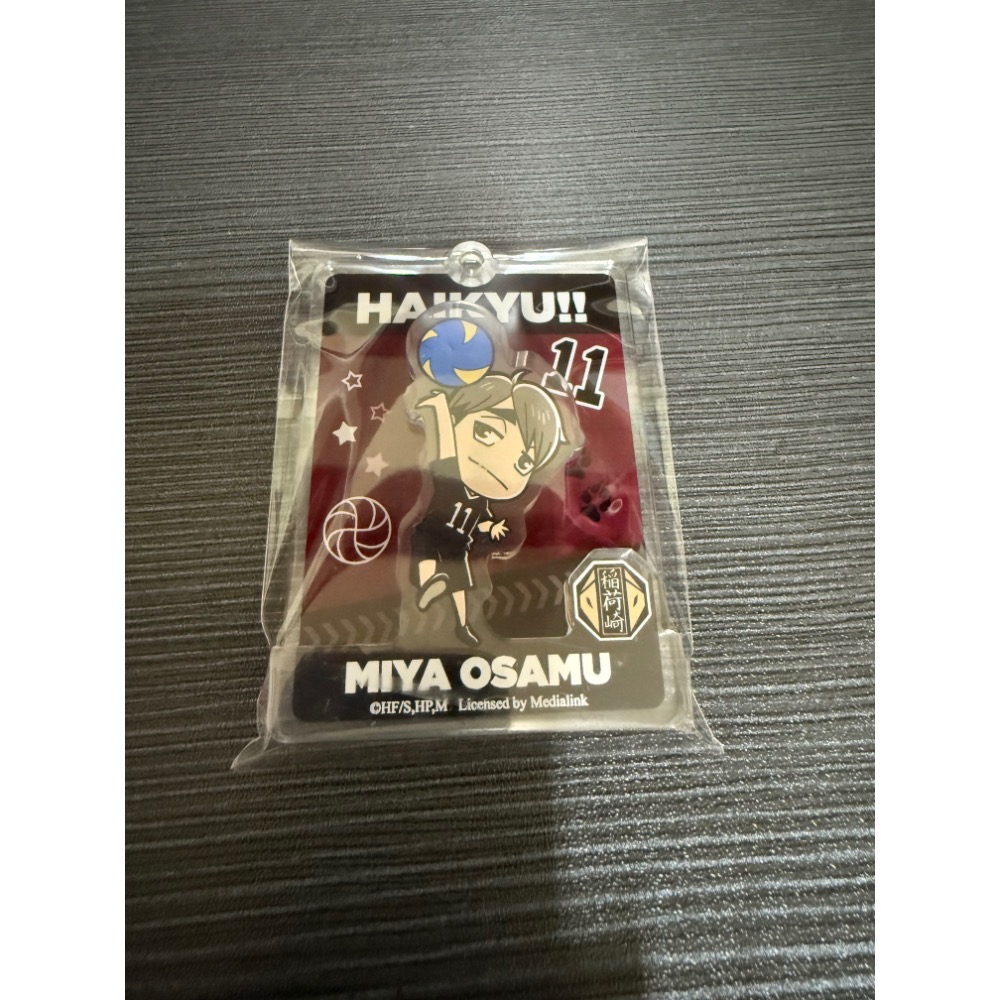 HAIKYU!!
11
11
稲荷崎
MIYA OSAMU
©HF/S,HP,M Licensed by Medialink